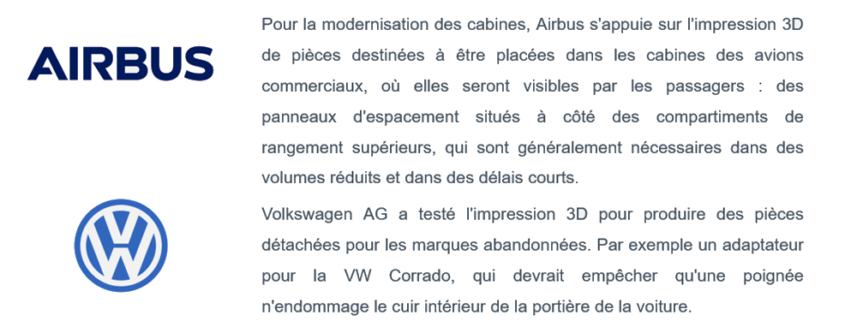 AIRBUS
Pour la modernisation des cabines, Airbus s'appuie sur l'impression 3D
de pièces destinées à être placées dans les cabines des avions
commerciaux, où elles seront visibles par les passagers : des
panneaux d'espacement situés à côté des compartiments de
rangement supérieurs, qui sont généralement nécessaires dans des
volumes réduits et dans des délais courts.
VW
Volkswagen AG a testé l'impression 3D pour produire des pièces
détachées pour les marques abandonnées. Par exemple un adaptateur
pour la VW Corrado, qui devrait empêcher qu'une poignée
n'endommage le cuir intérieur de la portière de la voiture.